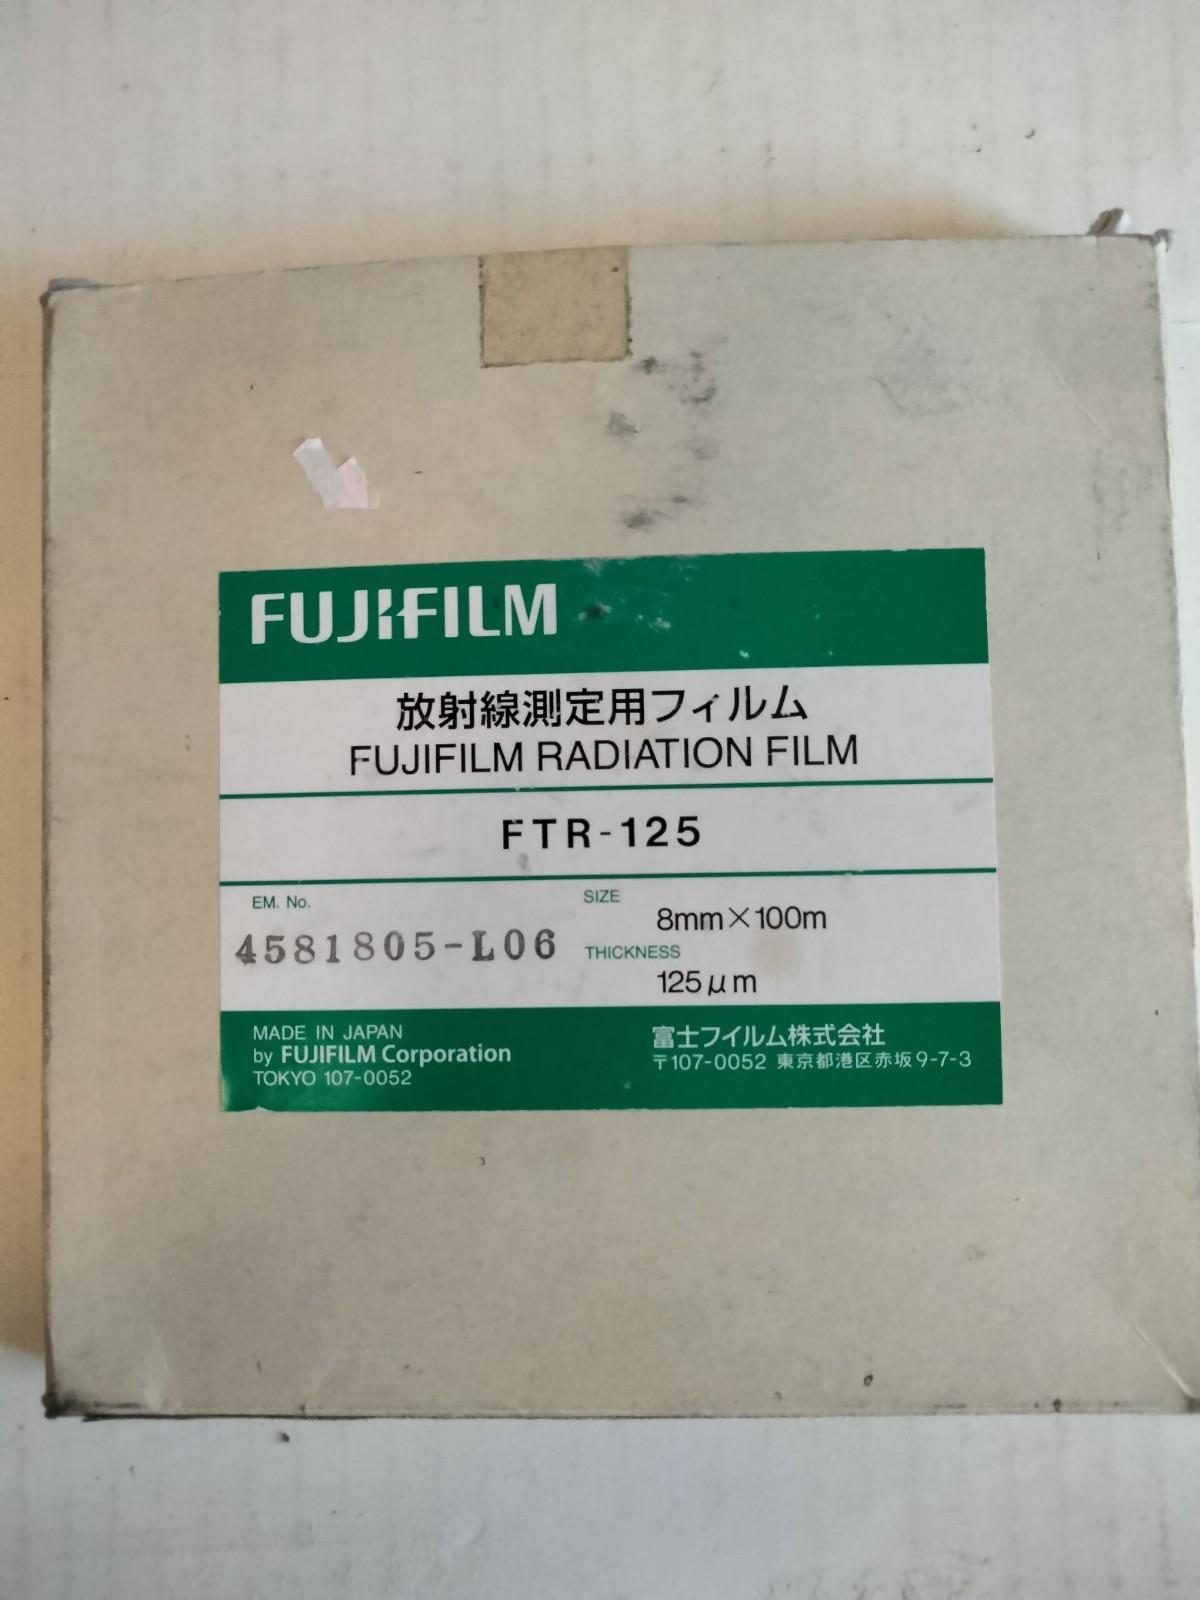 FUJIFILM
放射線測定用フィルム
FUJIFILM RADIATION FILM
FTR-125
EM. No.
4581805-L06
SIZE
8mm×100m
THICKNESS
125μm
MADE IN JAPAN
by FUJIFILM Corporation
TOKYO 107-0052
富士フイルム株式会社
〒107-0052 東京都港区赤坂9-7-3